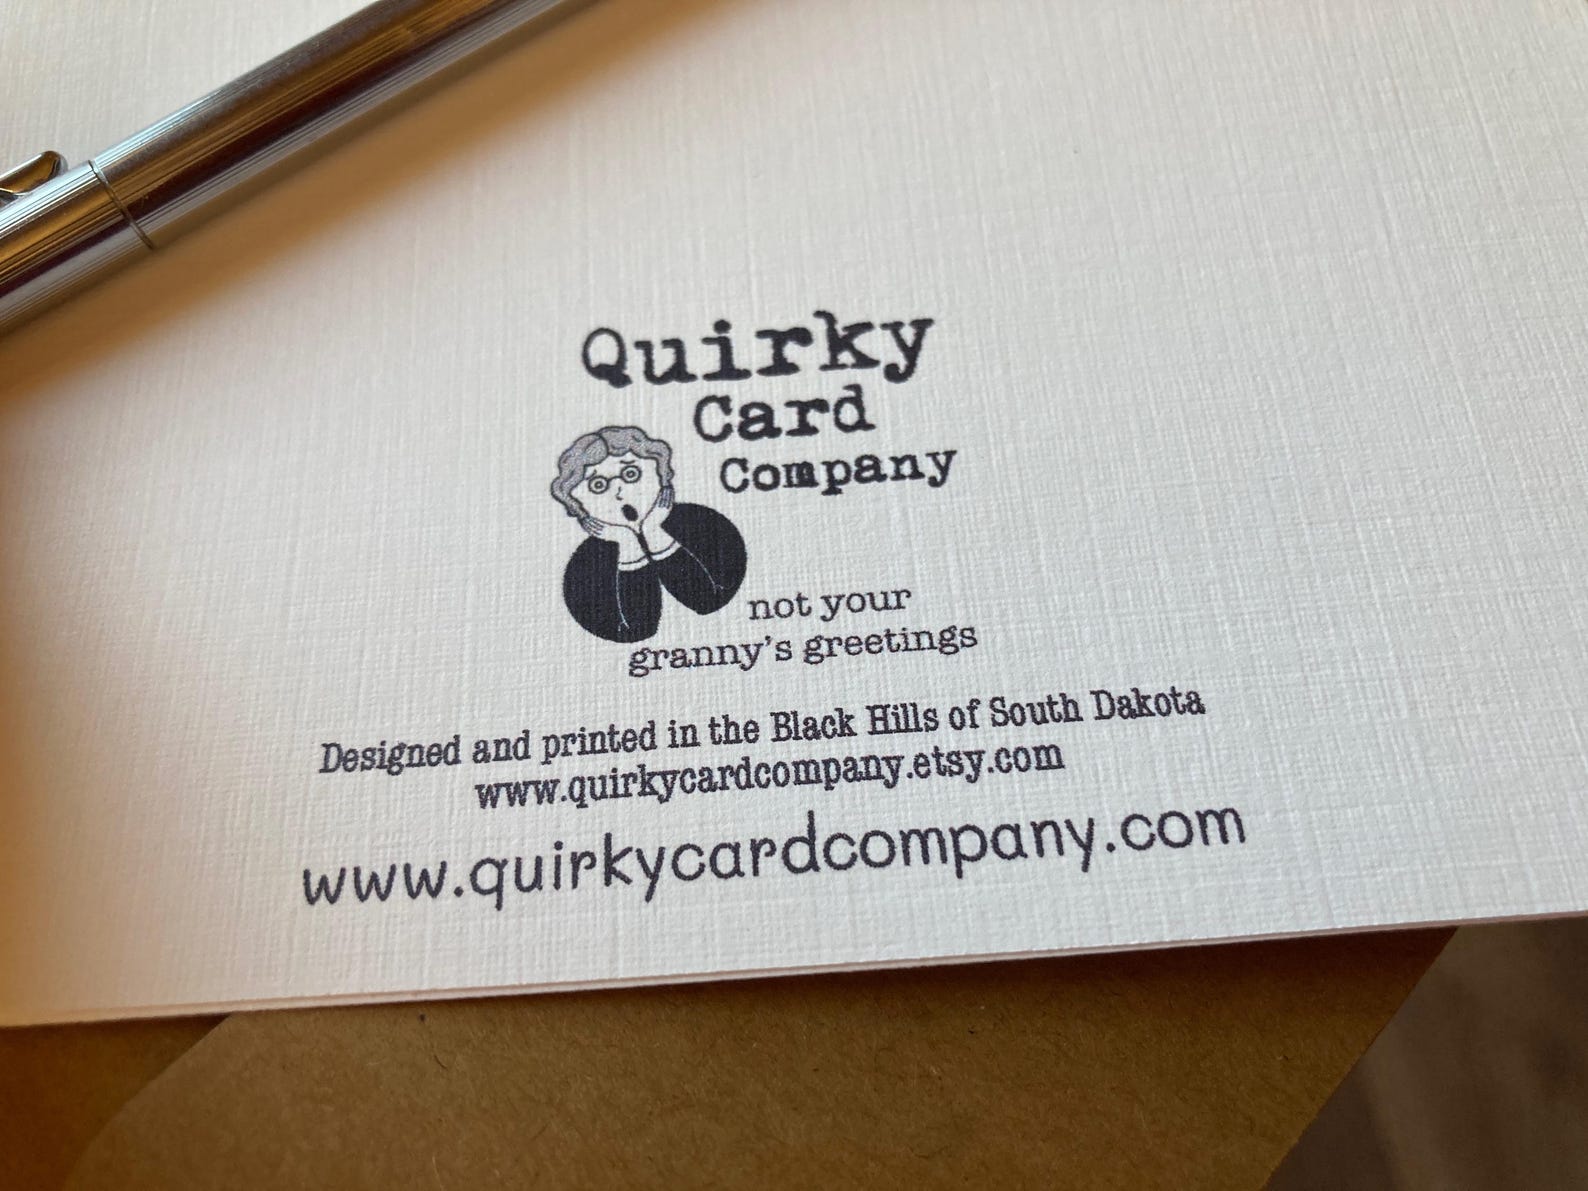 Quirky
Card
Company
not your
granny's greetings
Designed and printed in the Black Hills of South Dakota
www.quirkycardcompany.etsy.com
www.quirkycardcompany.com